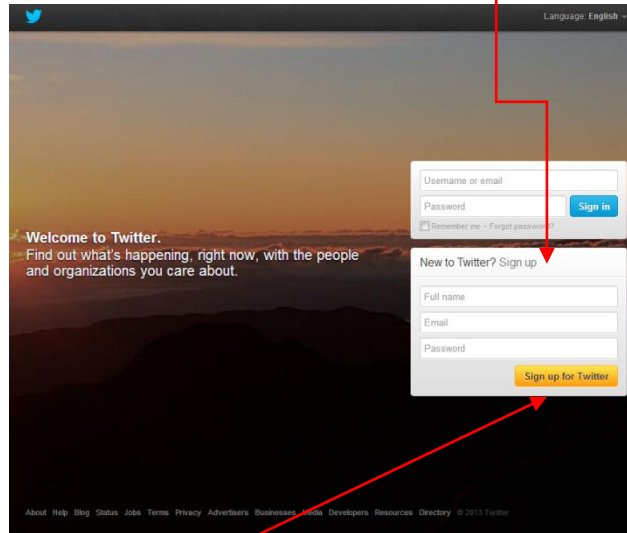 Language: English
Username or email
Password
Sign in
Remember me · Forgot password?
Welcome to Twitter.
Find out what's happening, right now, with the people
and organizations you care about.
New to Twitter? Sign up
Full name
Email
Password
Sign up for Twitter
About Help Blog Status Jobs Terms Privacy Advertisers Businesses Media Developers Resources Directory © 2013 Twitter